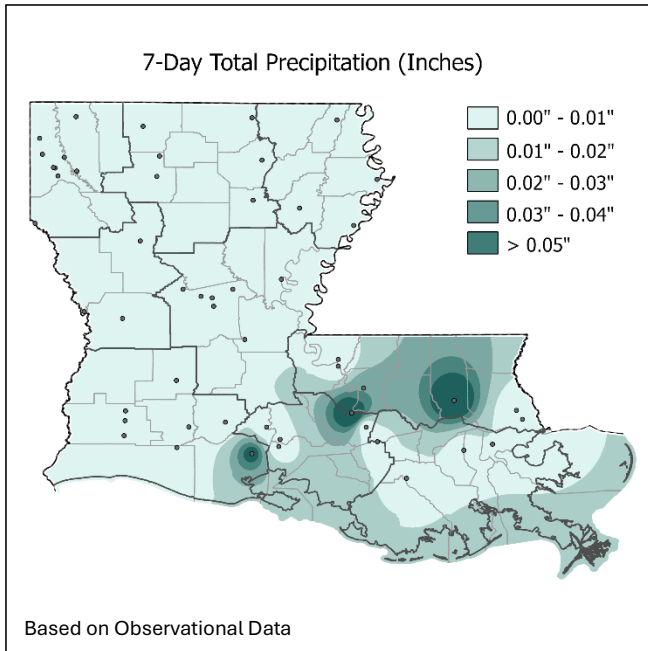 7-Day Total Precipitation (Inches)
0.00" - 0.01"
0.01" - 0.02"
0.02" - 0.03"
0.03" - 0.04"
> 0.05"
Based on Observational Data